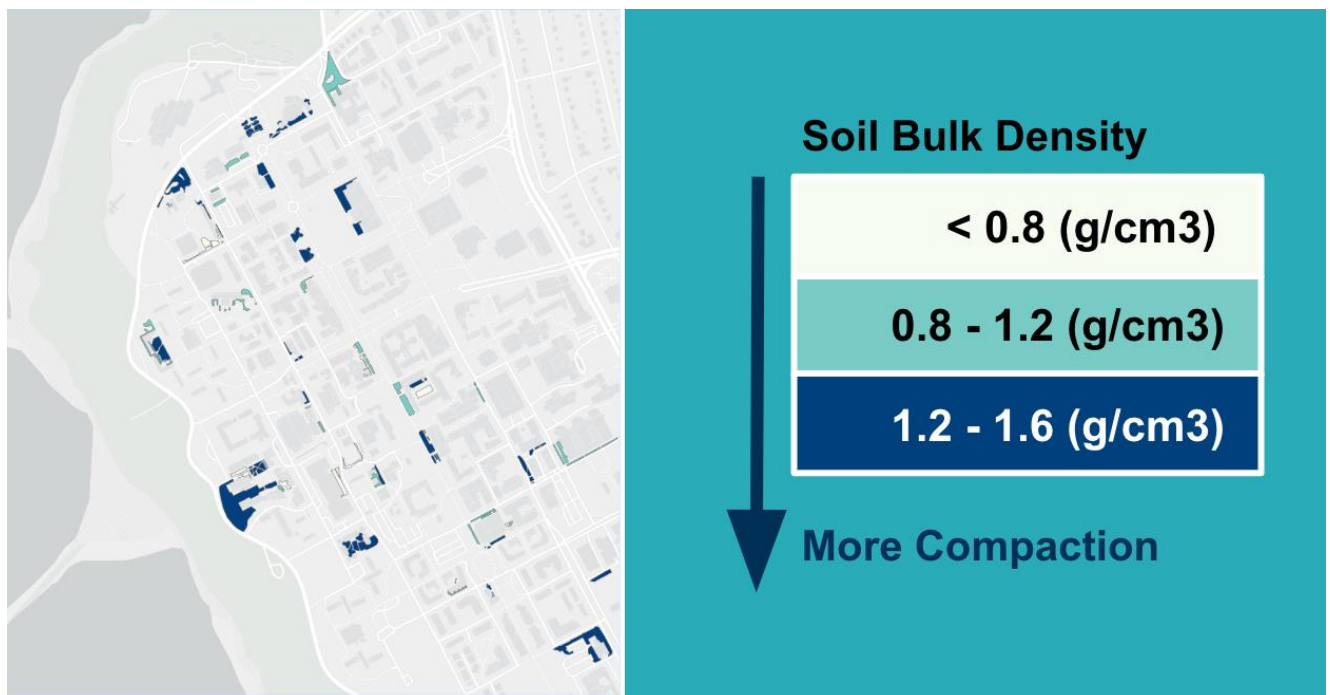 Soil Bulk Density
< 0.8 (g/cm3)
0.8 - 1.2 (g/cm3)
1.2 - 1.6 (g/cm3)
More Compaction